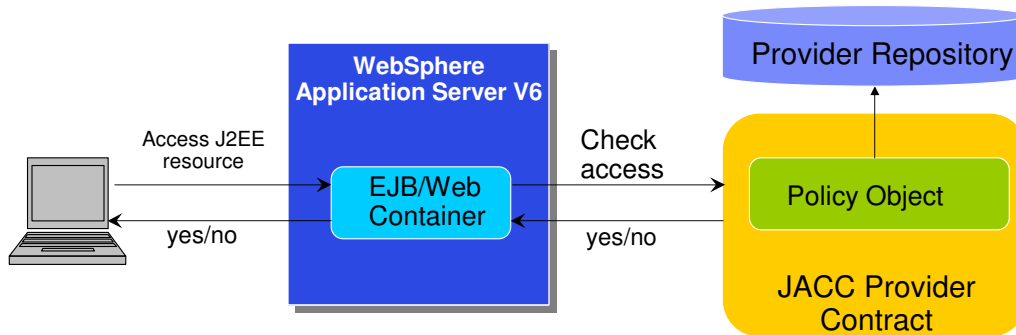 WebSphere
Application Server V6
Provider Repository
Access J2EE
resource
Check
access
EJB/Web
Container
Policy Object
yes/no
yes/no
JACC Provider
Contract